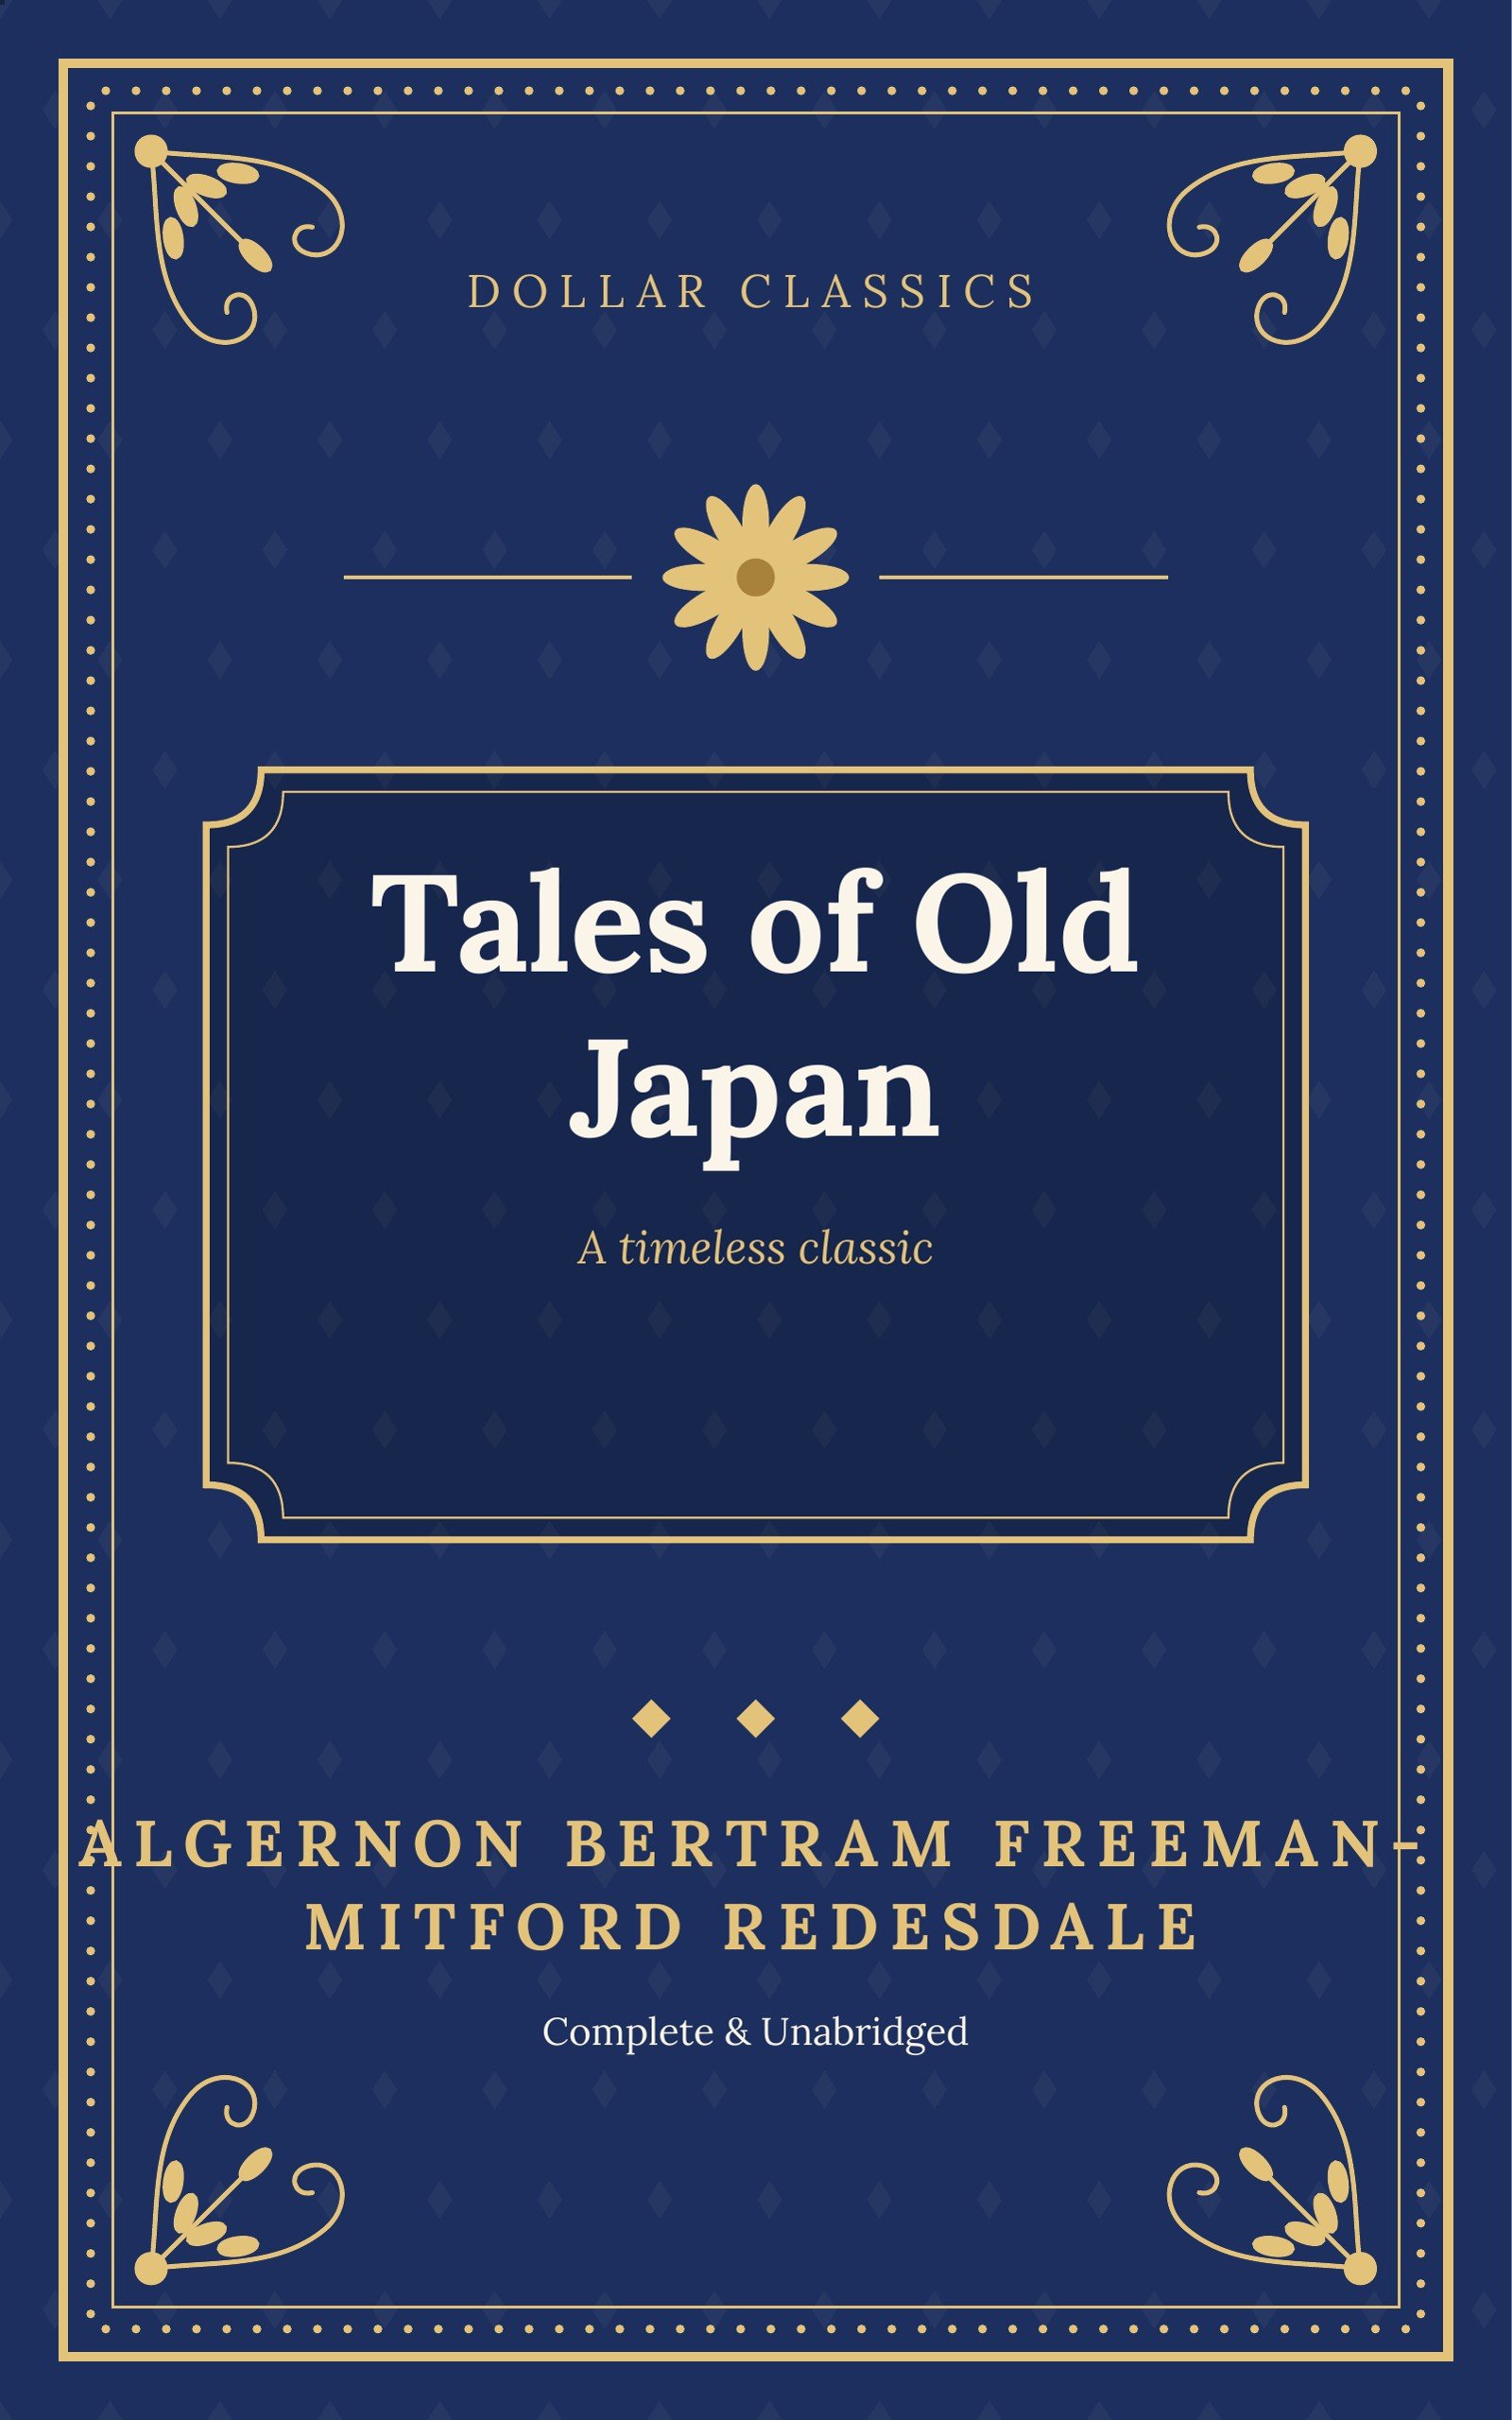 DOLLAR CLASSICS
Tales of Old
Japan
A timeless classic
ALGERNON BERTRAM FREEMAN-
MITFORD REDESDALE
Complete & Unabridged